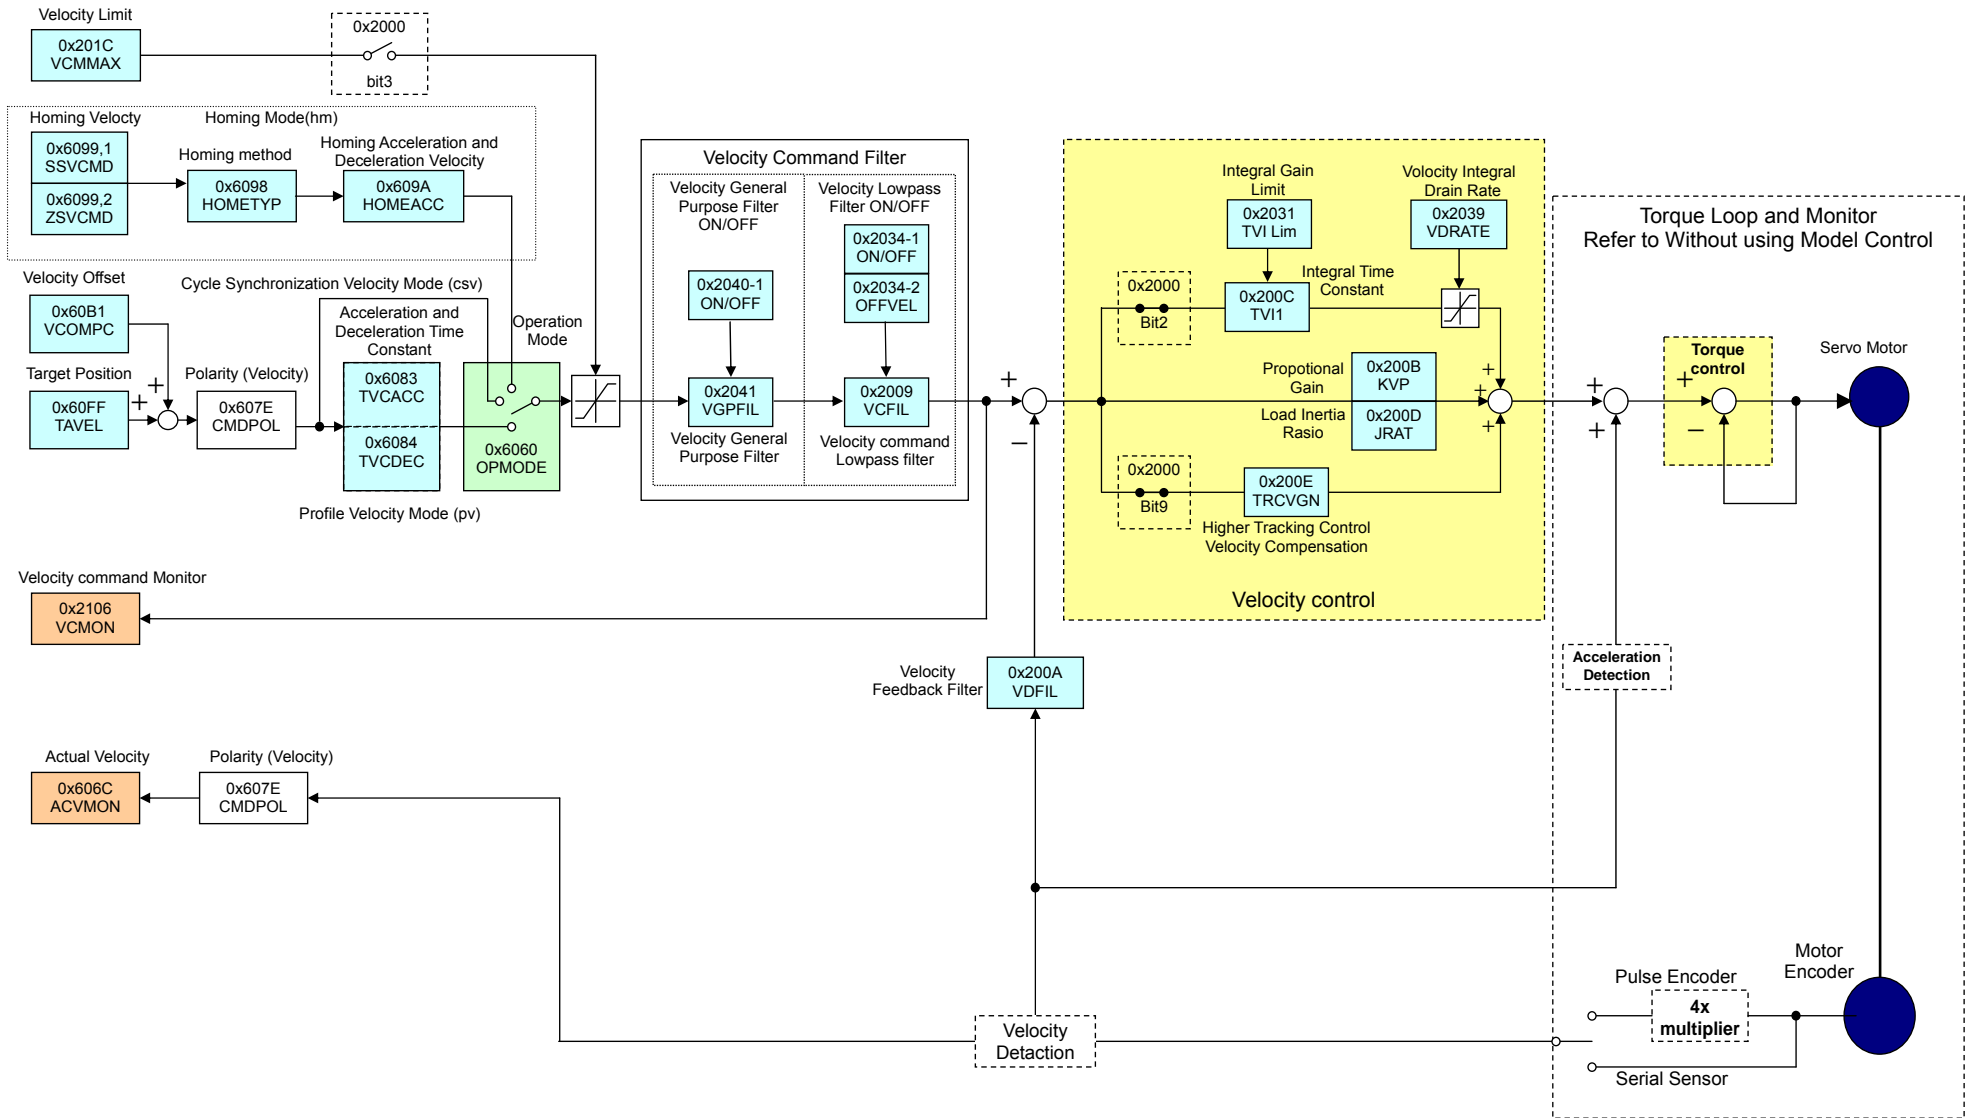 Velocity Limit
0x201C
VCMMAX
0x2000
bit3
Homing Velocty
Homing Mode(hm)
0x6099,1
SSVCMD
0x6099,2
ZSVCMD
Homing method
0x6098
HOMETYP
Homing Acceleration and
Deceleration Velocity
0x609A
HOMEACC
Velocity Offset
0x60B1
VCOMPC
Cycle Synchronization Velocity Mode (csv)
Target Position
0x60FF
TAVEL
+
+
Polarity (Velocity)
0x607E
CMDPOL
Acceleration and
Deceleration Time
Constant
0x6083
TVCACC
0x6084
TVCDEC
Profile Velocity Mode (pv)
Operation
Mode
0x6060
OPMODE
Velocity Command Filter
Velocity General
Purpose Filter
ON/OFF
0x2040-1
ON/OFF
0x2041
VGPFIL
Velocity General
Purpose Filter
Velocity Lowpass
Filter ON/OFF
0x2034-1
ON/OFF
0x2034-2
OFFVEL
0x2009
VCFIL
Velocity command
Lowpass filter
+
−
Integral Gain
Limit
0x2031
TVI Lim
Volocity Integral
Drain Rate
0x2039
VDRATE
0x2000
Bit2
0x200C
TVI1
Integral Time
Constant
Propotional
Gain
0x200B
KVP
Load Inertia
Rasio
0x200D
JRAT
+
+
+
0x2000
Bit9
0x200E
TRCVGN
Higher Tracking Control
Velocity Compensation
Velocity control
Torque Loop and Monitor
Refer to Without using Model Control
+
+
Torque
control
+
−
Servo Motor
Velocity command Monitor
0x2106
VCMON
Velocity
Feedback Filter
0x200A
VDFIL
Acceleration
Detection
Actual Velocity
0x606C
ACVMON
Polarity (Velocity)
0x607E
CMDPOL
Velocity
Detaction
Pulse Encoder
4x
multiplier
Motor
Encoder
Serial Sensor